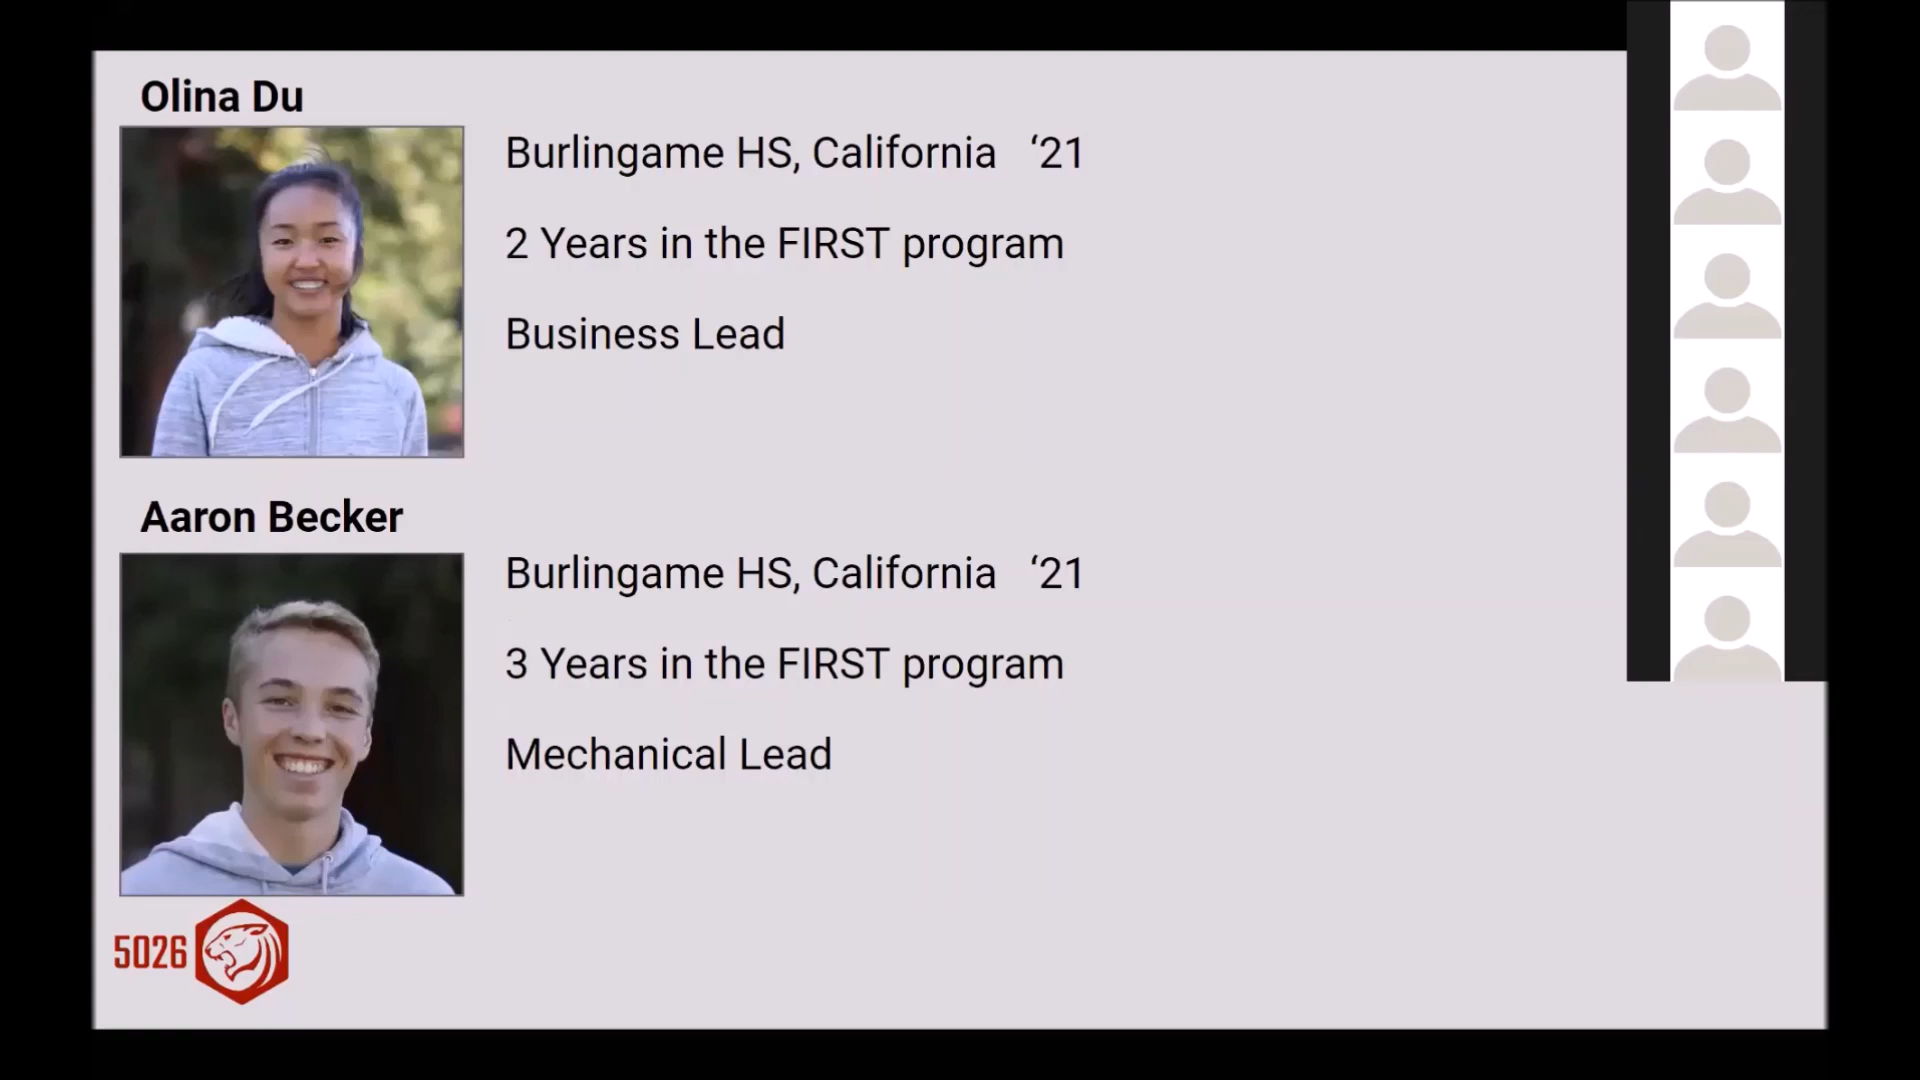 Olina Du
Burlingame HS, California ‘21
2 Years in the FIRST program
Business Lead
Aaron Becker
Burlingame HS, California ‘21
3 Years in the FIRST program
Mechanical Lead
5026